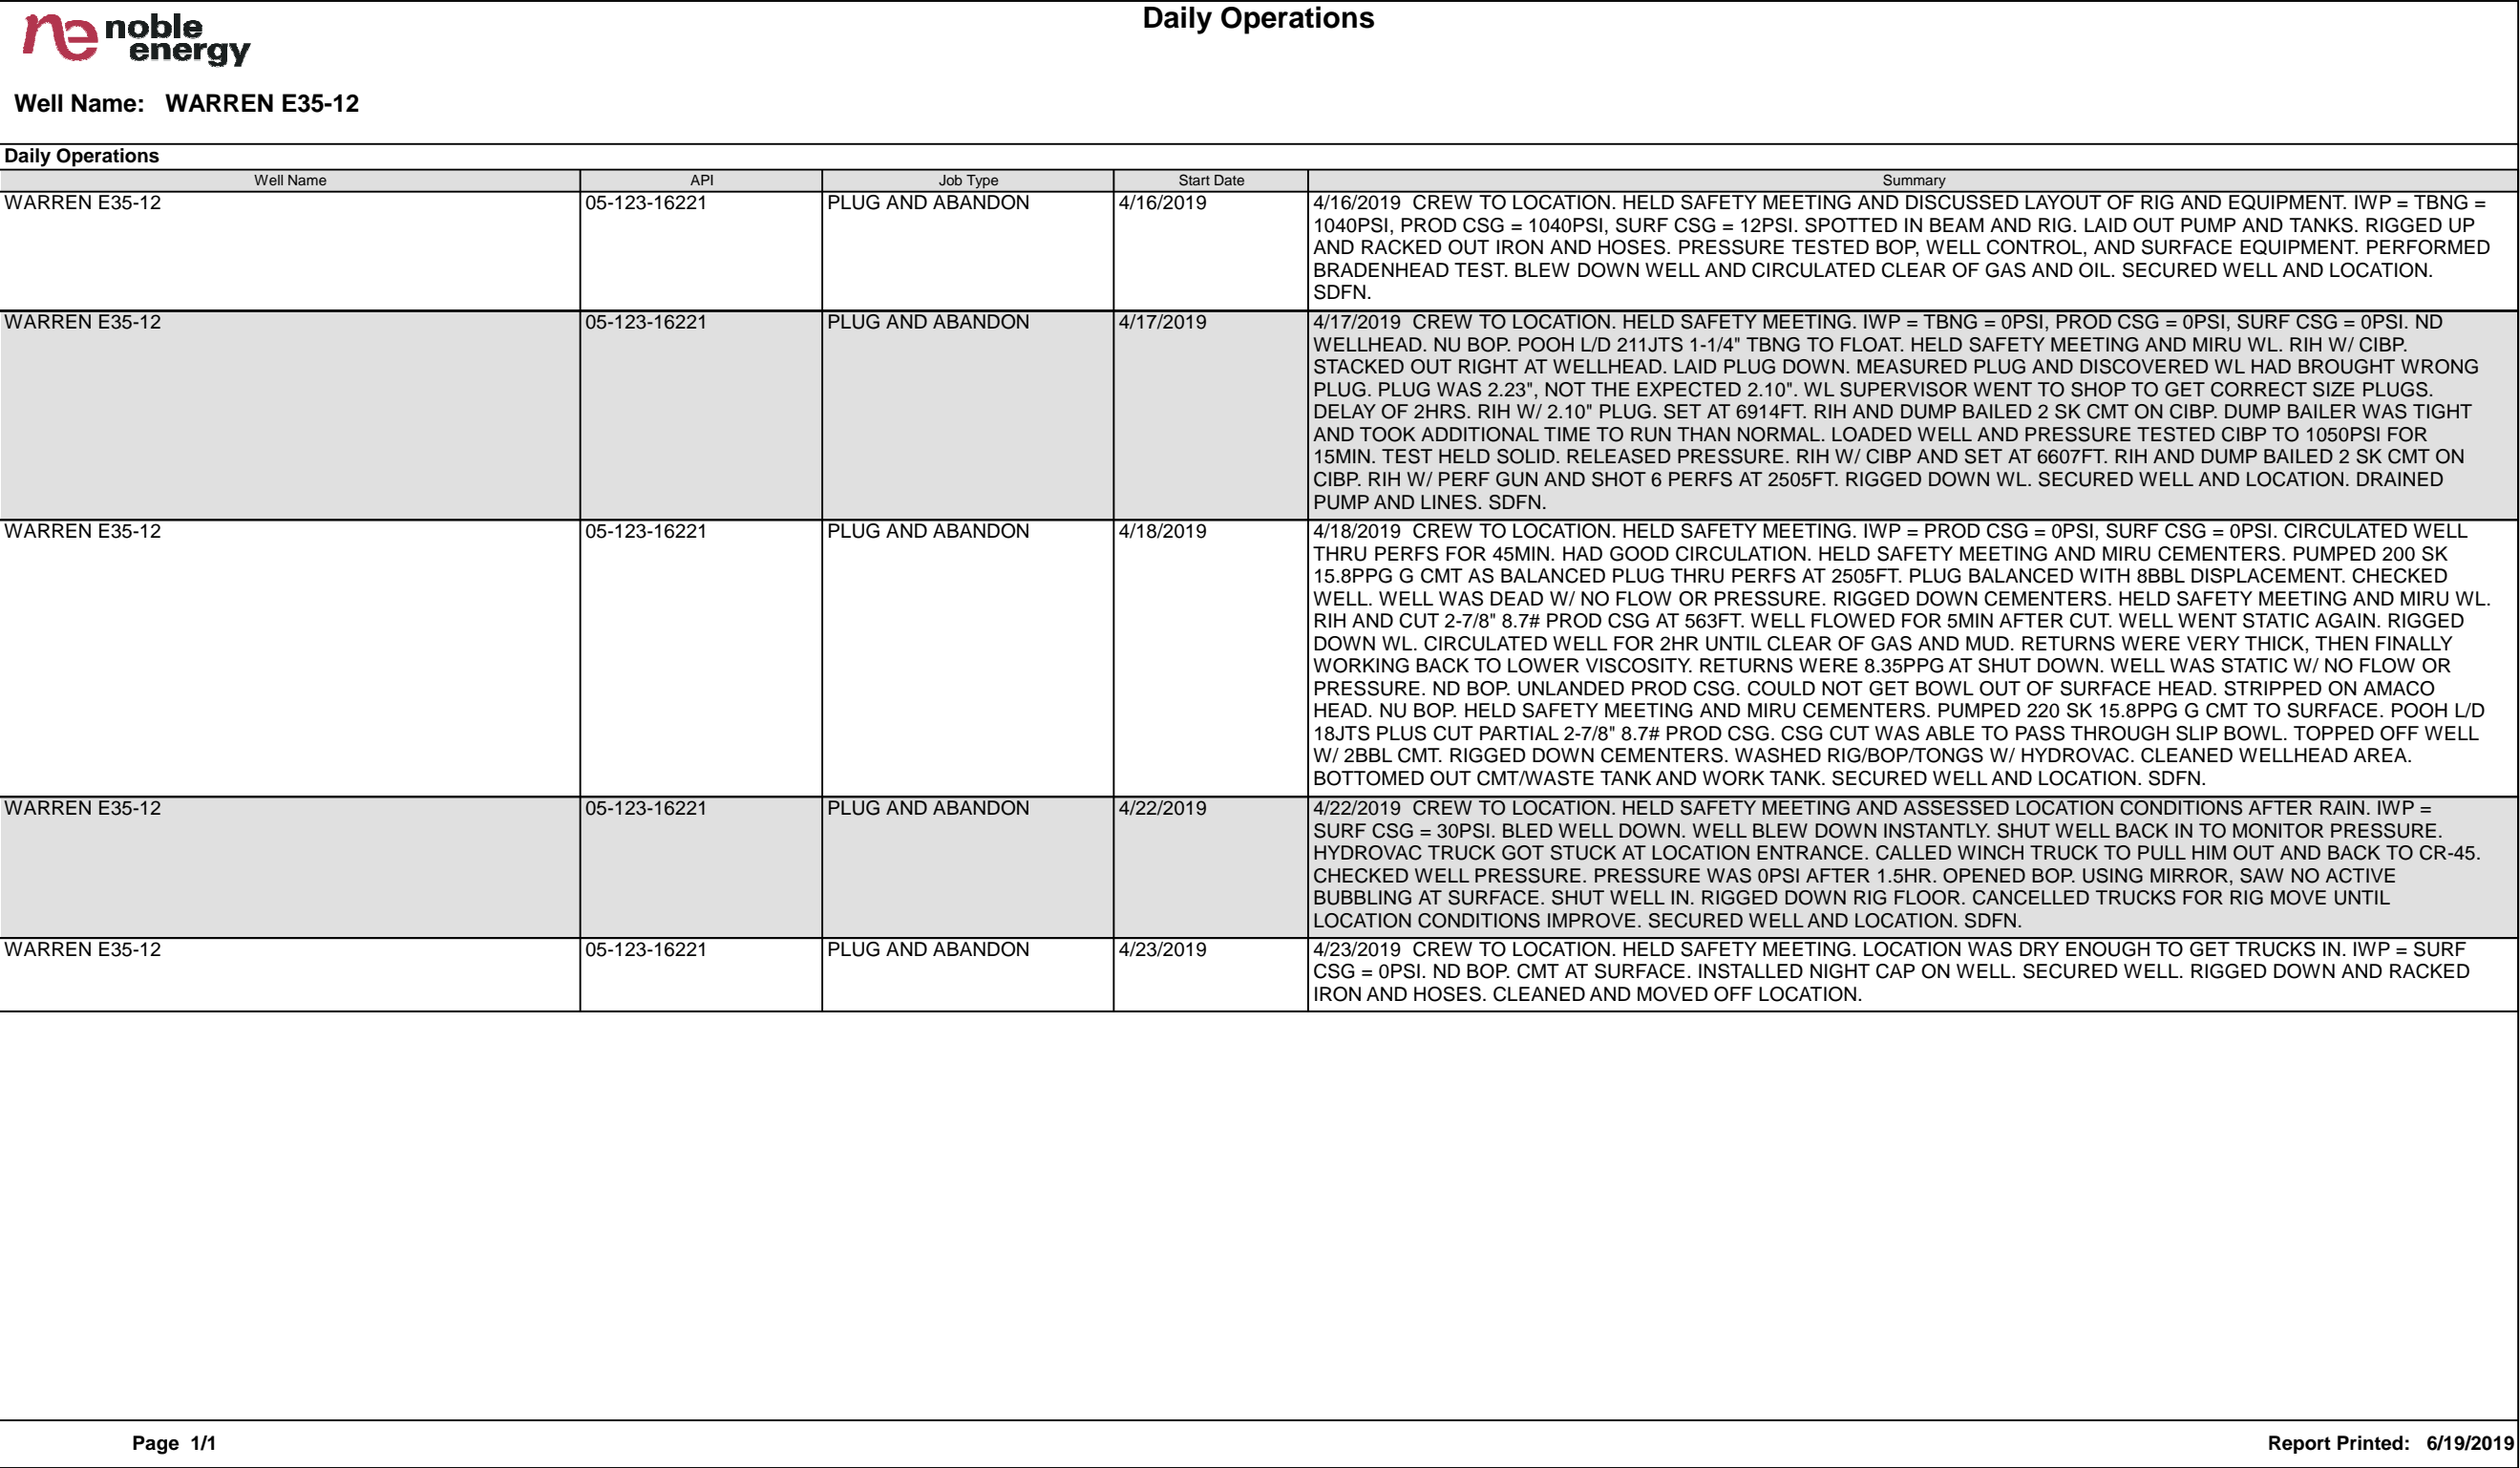 noble
energy
Daily Operations
Well Name: WARREN E35-12
Daily Operations
Well Name API Job Type Start Date Summary
WARREN E35-12 05-123-16221 PLUG AND ABANDON 4/16/2019 4/16/2019 CREW TO LOCATION. HELD SAFETY MEETING AND DISCUSSED LAYOUT OF RIG AND EQUIPMENT. IWP = TBNG =
1040PSI, PROD CSG = 1040PSI, SURF CSG = 12PSI. SPOTTED IN BEAM AND RIG. LAID OUT PUMP AND TANKS. RIGGED UP
AND RACKED OUT IRON AND HOSES. PRESSURE TESTED BOP, WELL CONTROL, AND SURFACE EQUIPMENT. PERFORMED
BRADENHEAD TEST. BLEW DOWN WELL AND CIRCULATED CLEAR OF GAS AND OIL. SECURED WELL AND LOCATION.
SDFN.
WARREN E35-12 05-123-16221 PLUG AND ABANDON 4/17/2019 4/17/2019 CREW TO LOCATION. HELD SAFETY MEETING. IWP = TBNG = 0PSI, PROD CSG = 0PSI, SURF CSG = 0PSI. ND
WELLHEAD. NU BOP. POOH L/D 211JTS 1-1/4" TBNG TO FLOAT. HELD SAFETY MEETING AND MIRU WL. RIH W/ CIBP.
STACKED OUT RIGHT AT WELLHEAD. LAID PLUG DOWN. MEASURED PLUG AND DISCOVERED WL HAD BROUGHT WRONG
PLUG. PLUG WAS 2.23", NOT THE EXPECTED 2.10". WL SUPERVISOR WENT TO SHOP TO GET CORRECT SIZE PLUGS.
DELAY OF 2HRS. RIH W/ 2.10" PLUG. SET AT 6914FT. RIH AND DUMP BAILED 2 SK CMT ON CIBP. DUMP BAILER WAS TIGHT
AND TOOK ADDITIONAL TIME TO RUN THAN NORMAL. LOADED WELL AND PRESSURE TESTED CIBP TO 1050PSI FOR
15MIN. TEST HELD SOLID. RELEASED PRESSURE. RIH W/ CIBP AND SET AT 6607FT. RIH AND DUMP BAILED 2 SK CMT ON
CIBP. RIH W/ PERF GUN AND SHOT 6 PERFS AT 2505FT. RIGGED DOWN WL. SECURED WELL AND LOCATION. DRAINED
PUMP AND LINES. SDFN.
WARREN E35-12 05-123-16221 PLUG AND ABANDON 4/18/2019 4/18/2019 CREW TO LOCATION. HELD SAFETY MEETING. IWP = PROD CSG = 0PSI, SURF CSG = 0PSI. CIRCULATED WELL
THRU PERFS FOR 45MIN. HAD GOOD CIRCULATION. HELD SAFETY MEETING AND MIRU CEMENTERS. PUMPED 200 SK
15.8PPG G CMT AS BALANCED PLUG THRU PERFS AT 2505FT. PLUG BALANCED WITH 8BBL DISPLACEMENT. CHECKED
WELL. WELL WAS DEAD W/ NO FLOW OR PRESSURE. RIGGED DOWN CEMENTERS. HELD SAFETY MEETING AND MIRU WL.
RIH AND CUT 2-7/8" 8.7# PROD CSG AT 563FT. WELL FLOWED FOR 5MIN AFTER CUT. WELL WENT STATIC AGAIN. RIGGED
DOWN WL. CIRCULATED WELL FOR 2HR UNTIL CLEAR OF GAS AND MUD. RETURNS WERE VERY THICK, THEN FINALLY
WORKING BACK TO LOWER VISCOSITY. RETURNS WERE 8.35PPG AT SHUT DOWN. WELL WAS STATIC W/ NO FLOW OR
PRESSURE. ND BOP. UNLANDED PROD CSG. COULD NOT GET BOWL OUT OF SURFACE HEAD. STRIPPED ON AMACO
HEAD. NU BOP. HELD SAFETY MEETING AND MIRU CEMENTERS. PUMPED 220 SK 15.8PPG G CMT TO SURFACE. POOH L/D
18JTS PLUS CUT PARTIAL 2-7/8" 8.7# PROD CSG. CSG CUT WAS ABLE TO PASS THROUGH SLIP BOWL. TOPPED OFF WELL
W/ 2BBL CMT. RIGGED DOWN CEMENTERS. WASHED RIG/BOP/TONGS W/ HYDROVAC. CLEANED WELLHEAD AREA.
BOTTOMED OUT CMT/WASTE TANK AND WORK TANK. SECURED WELL AND LOCATION. SDFN.
WARREN E35-12 05-123-16221 PLUG AND ABANDON 4/22/2019 4/22/2019 CREW TO LOCATION. HELD SAFETY MEETING AND ASSESSED LOCATION CONDITIONS AFTER RAIN. IWP =
SURF CSG = 30PSI. BLED WELL DOWN. WELL BLEW DOWN INSTANTLY. SHUT WELL BACK IN TO MONITOR PRESSURE.
HYDROVAC TRUCK GOT STUCK AT LOCATION ENTRANCE. CALLED WINCH TRUCK TO PULL HIM OUT AND BACK TO CR-45.
CHECKED WELL PRESSURE. PRESSURE WAS 0PSI AFTER 1.5HR. OPENED BOP. USING MIRROR, SAW NO ACTIVE
BUBBLING AT SURFACE. SHUT WELL IN. RIGGED DOWN RIG FLOOR. CANCELLED TRUCKS FOR RIG MOVE UNTIL
LOCATION CONDITIONS IMPROVE. SECURED WELL AND LOCATION. SDFN.
WARREN E35-12 05-123-16221 PLUG AND ABANDON 4/23/2019 4/23/2019 CREW TO LOCATION. HELD SAFETY MEETING. LOCATION WAS DRY ENOUGH TO GET TRUCKS IN. IWP = SURF
CSG = 0PSI. ND BOP. CMT AT SURFACE. INSTALLED NIGHT CAP ON WELL. SECURED WELL. RIGGED DOWN AND RACKED
IRON AND HOSES. CLEANED AND MOVED OFF LOCATION.
Page 1/1 Report Printed: 6/19/2019